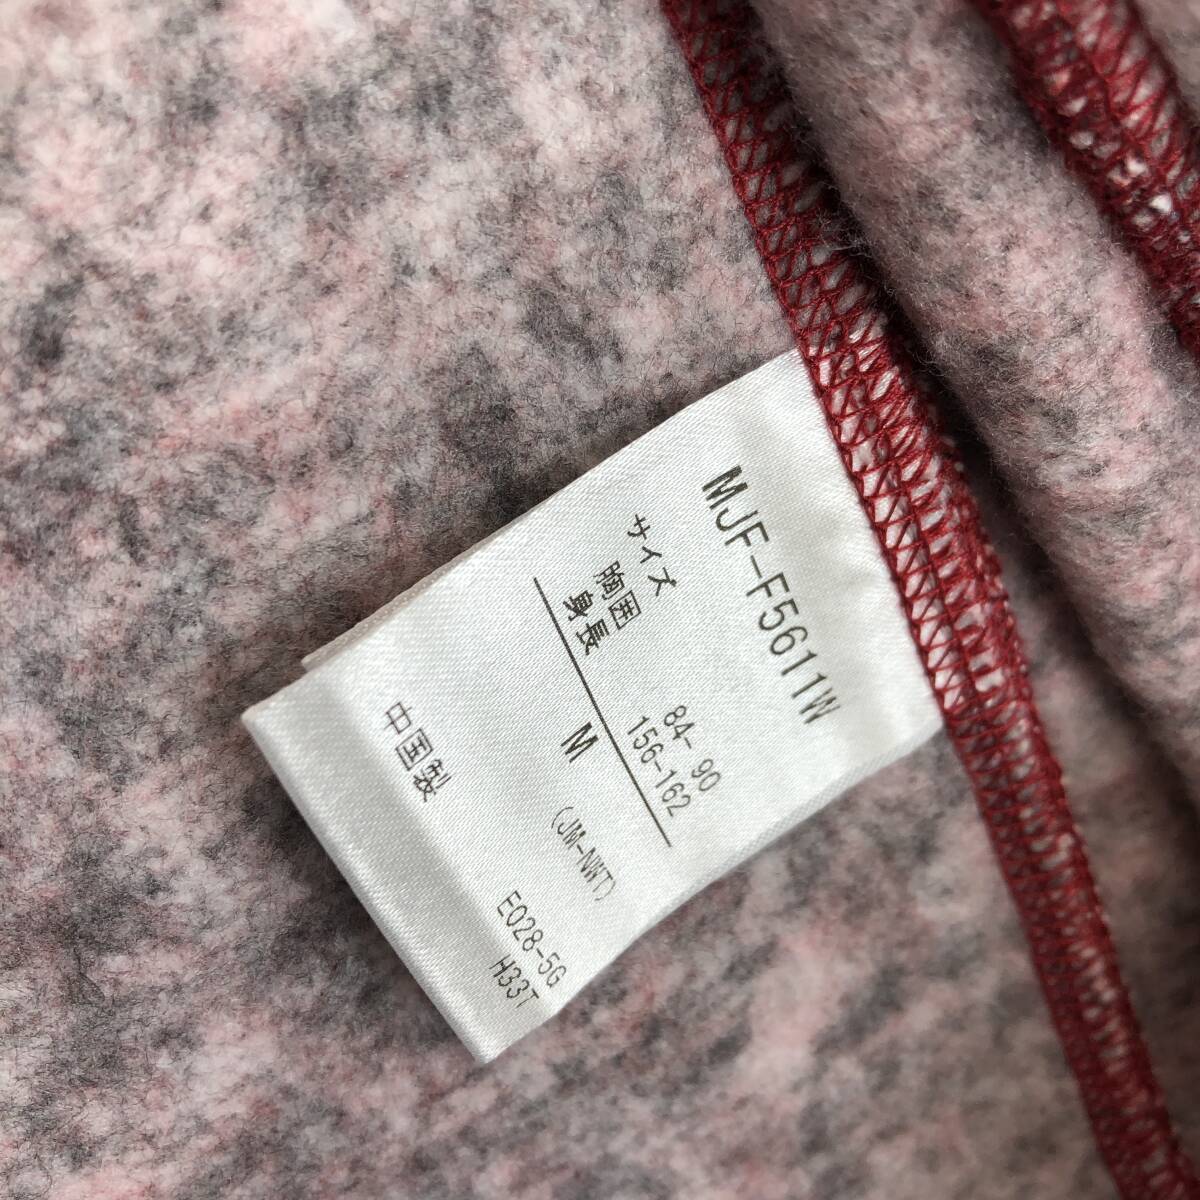 MJF-F5611W
サイズ
胸囲 84- 90
身長 156-162
M (JM-NWT)
中国製
E028-5G
H33T